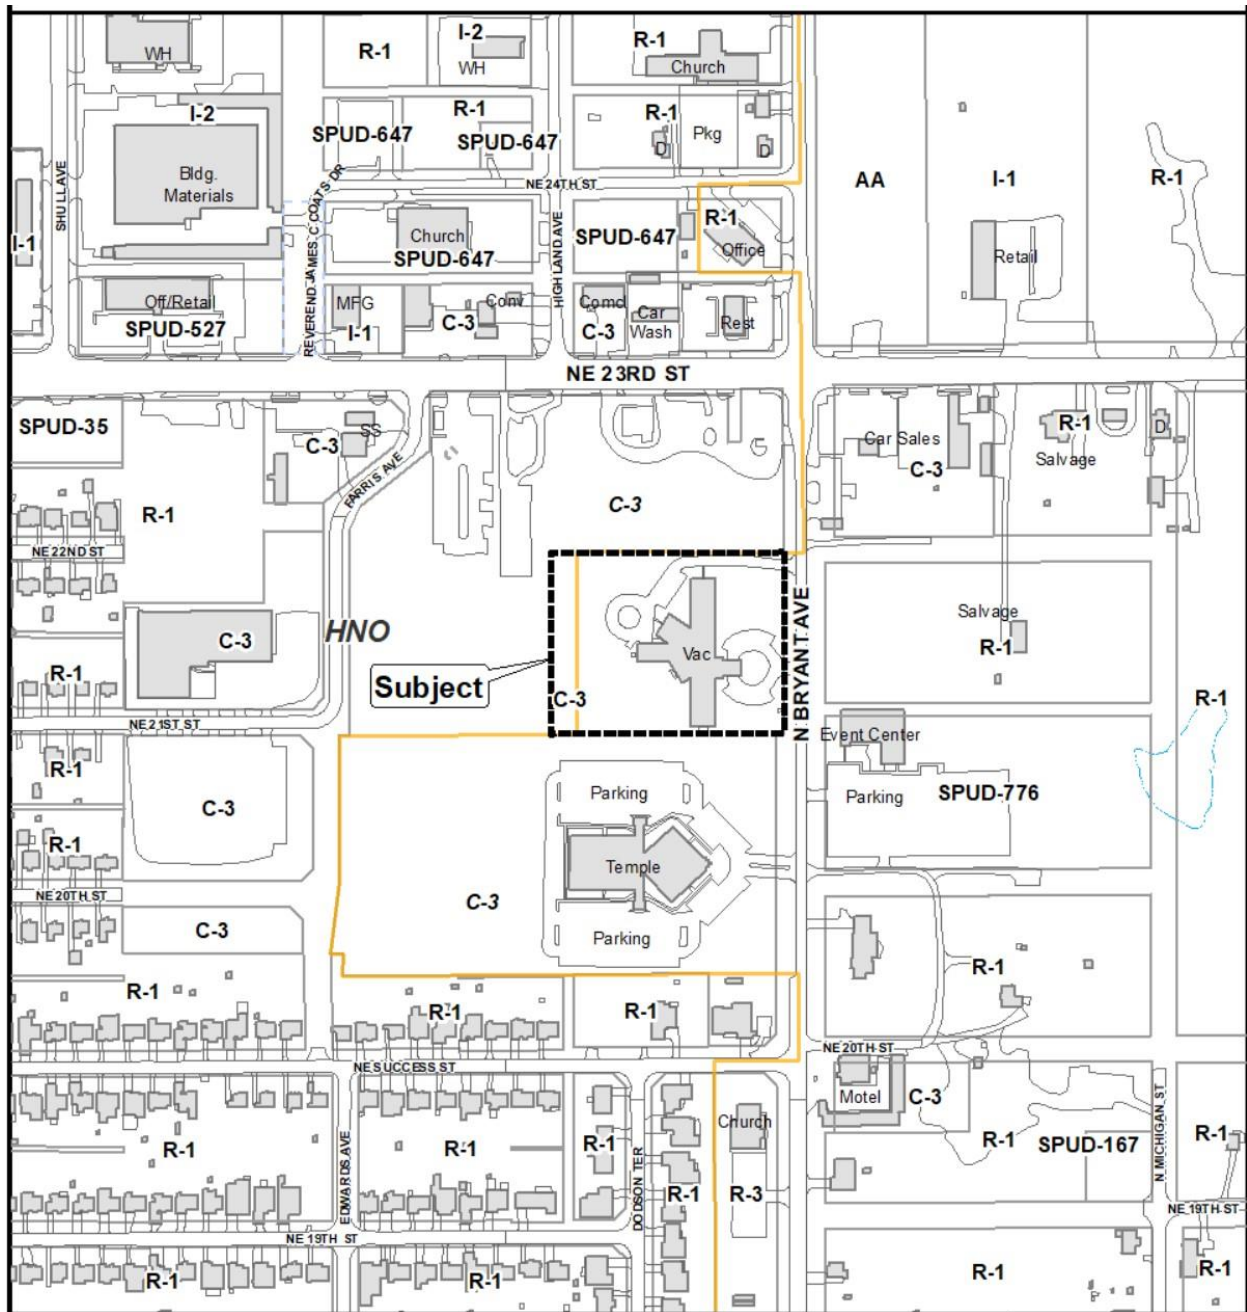 WH
R-1
I-2
WH
R-1
Church
I-2
SPUD-647
R-1
SPUD-647
R-1
Pkg
D
D
SHULL AVE
Bldg.
Materials
NE 24TH ST
AA
I-1
R-1
I-1
REVEREND JAMES C COATS DR
Church
SPUD-647
HIGHLAND AVE
SPUD-647
R-1
Office
Retail
Off/Retail
SPUD-527
MFG
I-1
C-3
Conv
Comcl
C-3
Car
Wash
Rest
NE 23RD ST
SPUD-35
C-3
SS
FARRIS AVE
Car Sales
C-3
R-1
Salvage
D
R-1
C-3
NE 22ND ST
HNO
C-3
Subject
C-3
Vac
N BRYANT AVE
Salvage
R-1
R-1
NE 21ST ST
R-1
R-1
C-3
Event Center
Parking
SPUD-776
Parking
Temple
Parking
C-3
R-1
NE 20TH ST
C-3
R-1
R-1
R-1
R-1
NE SUCCESS ST
NE 20TH ST
Motel
C-3
R-1
SPUD-167
N MICHIGAN ST
R-1
EDWARDS AVE
R-1
R-1
R-1
DODSON TER
R-1
Church
R-3
NE 19TH ST
NE 19TH ST
R-1
R-1
R-1
R-1